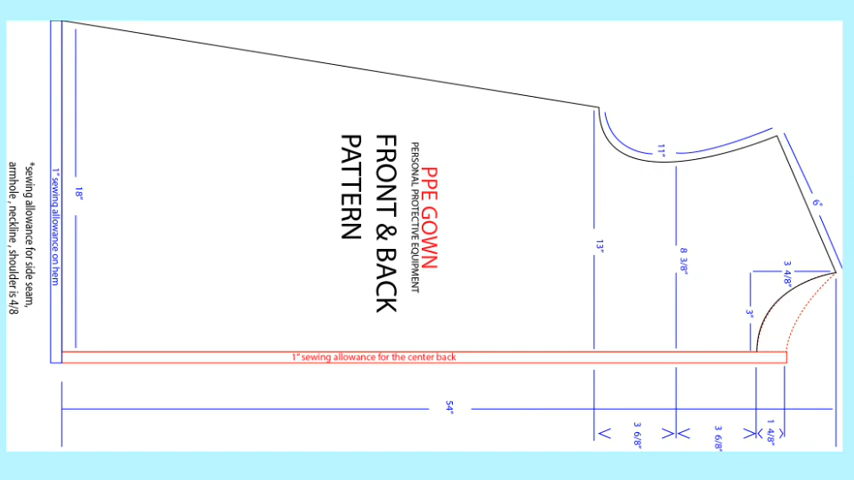 PPE GOWN
PERSONAL PROTECTIVE EQUIPMENT
FRONT & BACK
PATTERN
11"
6"
13"
8 3/8"
3 4/8"
3"
18"
1" sewing allowance on hem
*sewing allowance for side seam,
armhole, neckline, shoulder is 4/8
1" sewing allowance for the center back
54"
3 6/8"
3 6/8"
1 4/8"